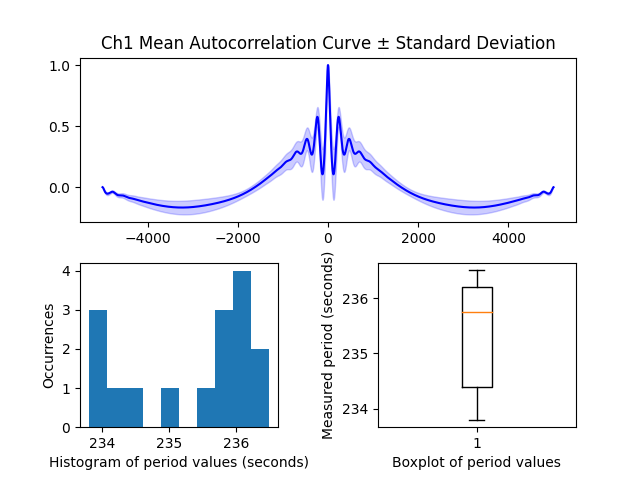 Ch1 Mean Autocorrelation Curve ± Standard Deviation
1.0
0.5
0.0
−4000 −2000 0 2000 4000
Occurrences
4
3
2
1
0
234 235 236
Histogram of period values (seconds)
Measured period (seconds)
236
235
234
1
Boxplot of period values